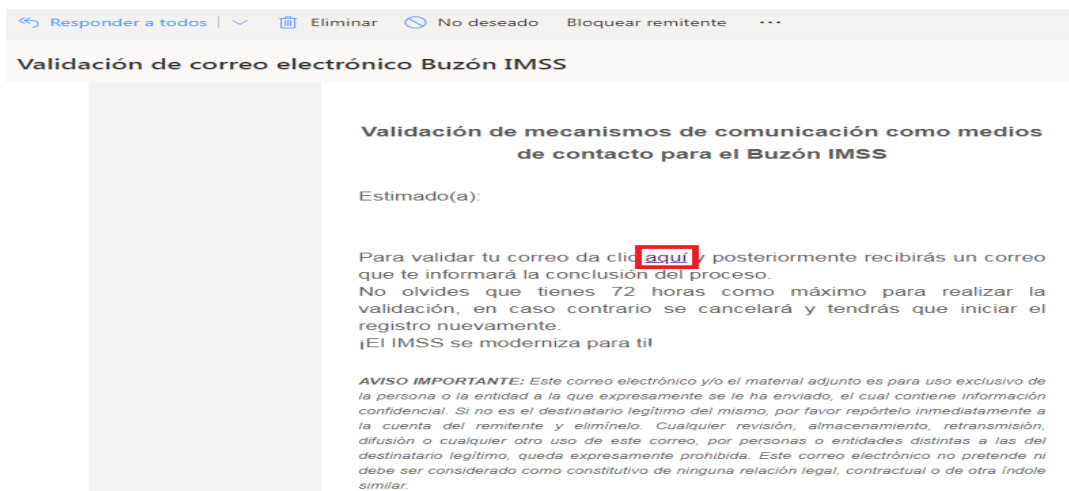 Responder a todos | Eliminar No deseado Bloquear remitente ...
Validación de correo electrónico Buzón IMSS
Validación de mecanismos de comunicación como medios
de contacto para el Buzón IMSS
Estimado(a):
Para validar tu correo da clic aquí y posteriormente recibirás un correo
que te informará la conclusión del proceso.
No olvides que tienes 72 horas como máximo para realizar la
validación, en caso contrario se cancelará y tendrás que iniciar el
registro nuevamente.
¡El IMSS se moderniza para ti!
AVISO IMPORTANTE: Este correo electrónico y/o el material adjunto es para uso exclusivo de
la persona o la entidad a la que expresamente se le ha enviado, el cual contiene información
confidencial. Si no es el destinatario legítimo del mismo, por favor repórtelo inmediatamente a
la cuenta del remitente y elimínelo. Cualquier revisión, almacenamiento, retransmisión,
difusión o cualquier otro uso de este correo, por personas o entidades distintas a las del
destinatario legítimo, queda expresamente prohibida. Este correo electrónico no pretende ni
debe ser considerado como constitutivo de ninguna relación legal, contractual o de otra índole
similar.